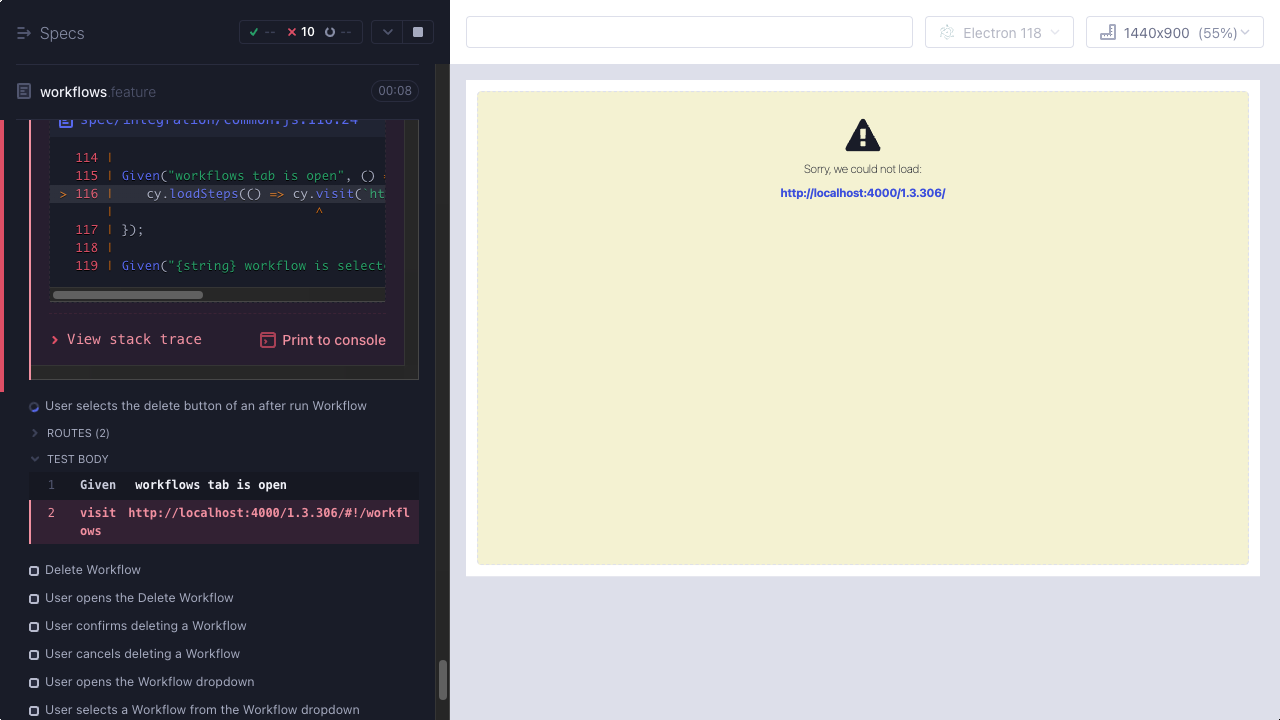 Specs
-- 10 --
Electron 118
1440x900 (55%)
workflows feature
00:08
spec/integration/common.js:116:24
114 |
115 | Given("workflows tab is open", ()
> 116 | cy.loadSteps(() => cy.visit(`ht
| ^
117 | });
118 |
119 | Given("{string} workflow is select
View stack trace
Print to console
User selects the delete button of an after run Workflow
ROUTES (2)
TEST BODY
1 Given workflows tab is open
2 visit http://localhost:4000/1.3.306/#!/workfl
ows
Delete Workflow
User opens the Delete Workflow
User confirms deleting a Workflow
User cancels deleting a Workflow
User opens the Workflow dropdown
User selects a Workflow from the Workflow dropdown
Sorry, we could not load:
http://localhost:4000/1.3.306/